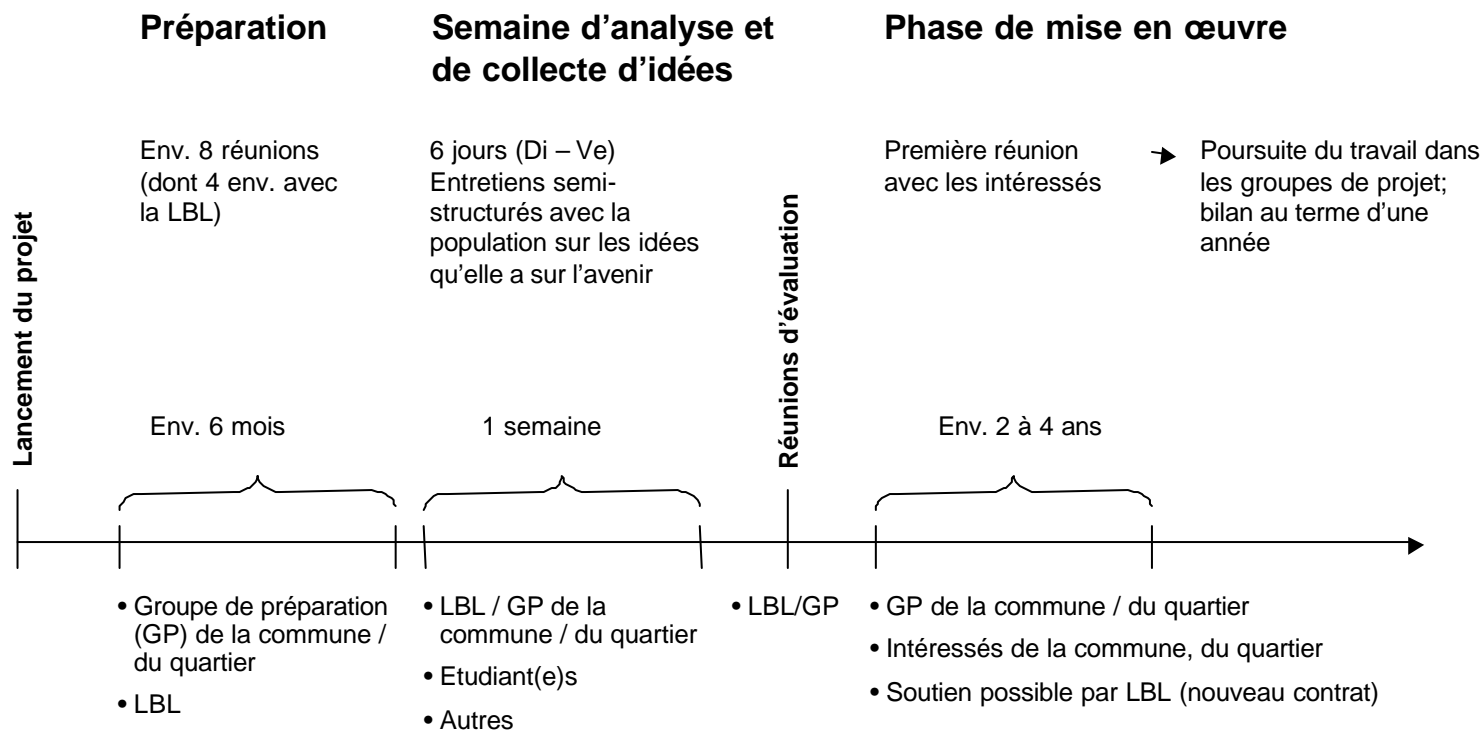 Préparation
Semaine d’analyse et
de collecte d’idées
Phase de mise en œuvre
Env. 8 réunions
(dont 4 env. avec
la LBL)
6 jours (Di – Ve)
Entretiens semi-
structurés avec la
population sur les idées
qu’elle a sur l’avenir
Première réunion
avec les intéressés
Poursuite du travail dans
les groupes de projet;
bilan au terme d’une
année
Lancement du projet
Réunions d’évaluation
Env. 6 mois
1 semaine
Env. 2 à 4 ans
• Groupe de préparation
(GP) de la commune /
du quartier
• LBL
• LBL / GP de la
commune / du quartier
• Etudiant(e)s
• Autres
• LBL/GP
• GP de la commune / du quartier
• Intéressés de la commune, du quartier
• Soutien possible par LBL (nouveau contrat)